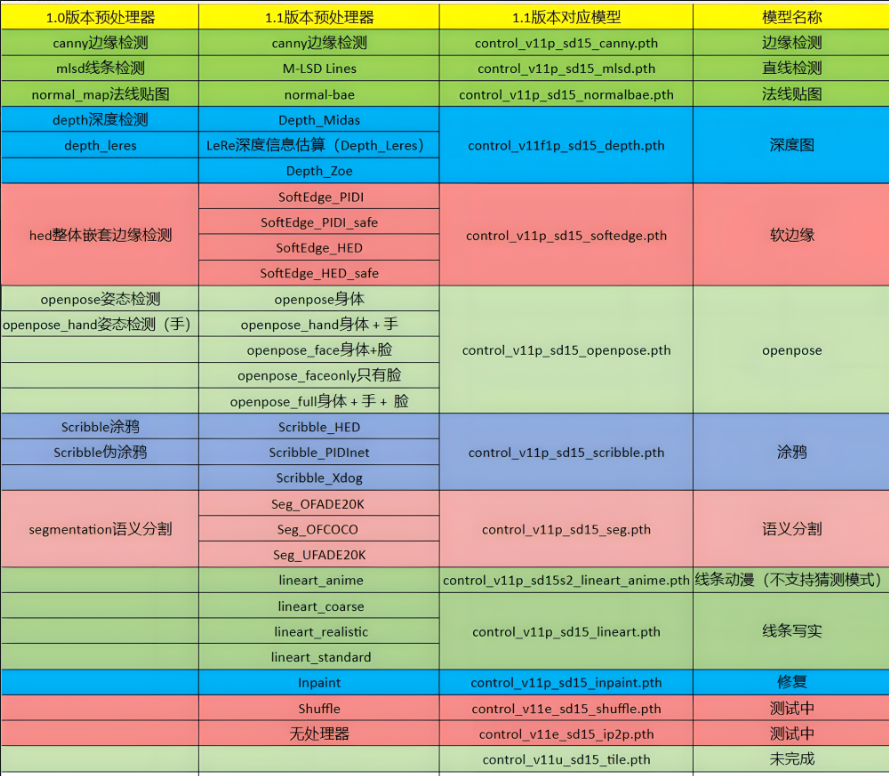 1.0版本预处理器 1.1版本预处理器 1.1版本对应模型 模型名称
canny边缘检测 canny边缘检测 control_v11p_sd15_canny.pth 边缘检测
mlsd线条检测 M-LSD Lines control_v11p_sd15_mlsd.pth 直线检测
normal_map法线贴图 normal-bae control_v11p_sd15_normalbae.pth 法线贴图
depth深度检测 Depth_Midas
depth_leres LeRe深度信息估算（Depth_Leres） control_v11f1p_sd15_depth.pth 深度图
Depth_Zoe
SoftEdge_PIDI
SoftEdge_PIDI_safe
hed整体嵌套边缘检测 control_v11p_sd15_softedge.pth 软边缘
SoftEdge_HED
SoftEdge_HED_safe
openpose姿态检测 openpose身体
openpose_hand姿态检测（手） openpose_hand身体 + 手
openpose_face身体+脸 control_v11p_sd15_openpose.pth openpose
openpose_faceonly只有脸
openpose_full身体 + 手 + 脸
Scribble涂鸦 Scribble_HED
Scribble伪涂鸦 Scribble_PIDInet control_v11p_sd15_scribble.pth 涂鸦
Scribble_Xdog
Seg_OFADE20K
segmentation语义分割 Seg_OFCOCO control_v11p_sd15_seg.pth 语义分割
Seg_UFADE20K
lineart_anime control_v11p_sd15s2_lineart_anime.pth 线条动漫（不支持猜测模式）
lineart_coarse
lineart_realistic control_v11p_sd15_lineart.pth 线条写实
lineart_standard
Inpaint control_v11p_sd15_inpaint.pth 修复
Shuffle control_v11e_sd15_shuffle.pth 测试中
无处理器 control_v11e_sd15_ip2p.pth 测试中
control_v11u_sd15_tile.pth 未完成